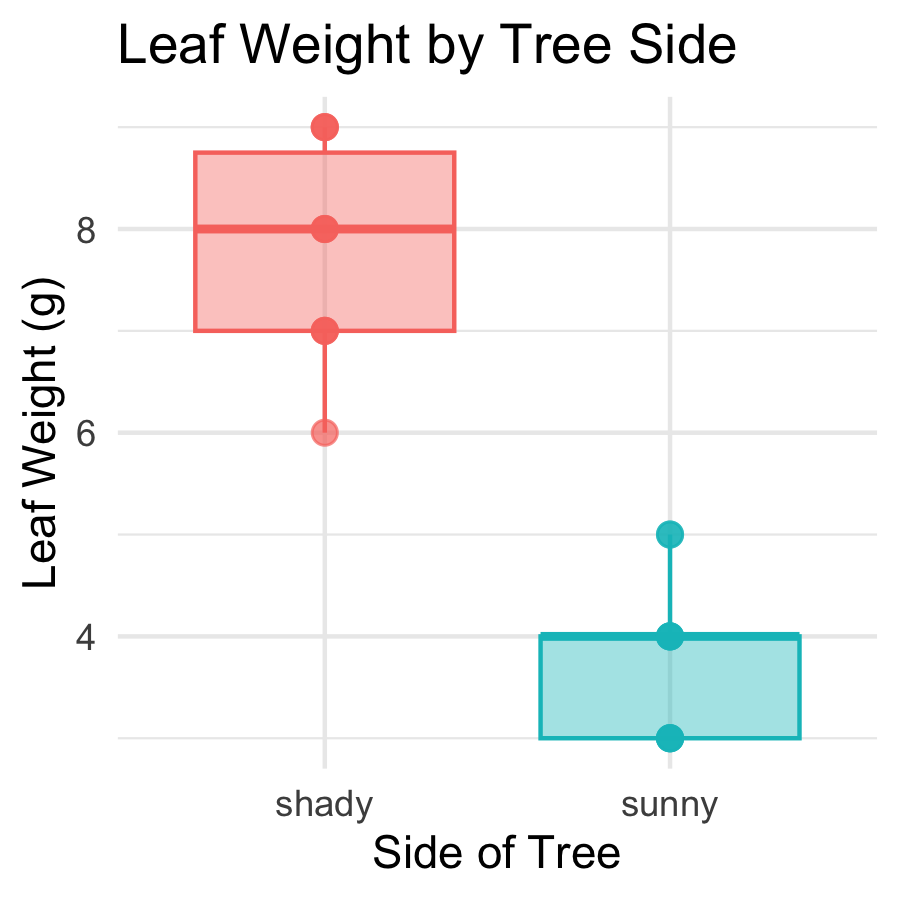 Leaf Weight by Tree Side
Leaf Weight (g)
8
6
4
shady sunny
Side of Tree